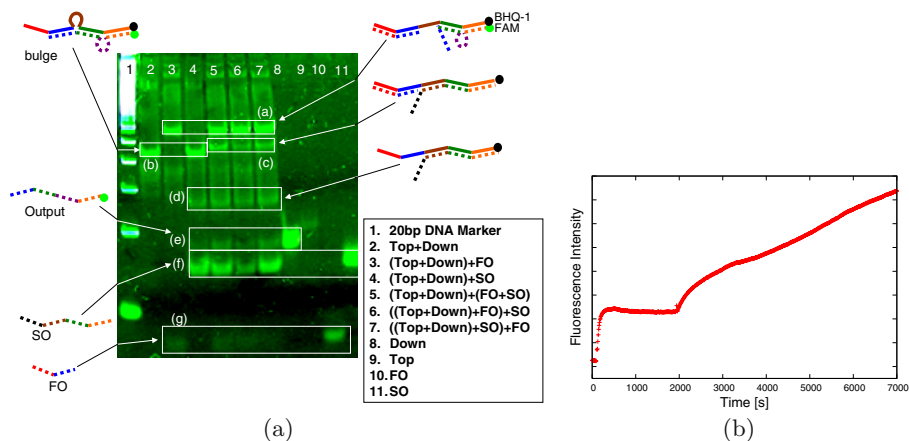 BHQ-1
FAM
bulge
1 2 3 4 5 6 7 8 9 10 11
(a)
(b)
(c)
(d)
Output
(e)
(f)
(g)
SO
FO
1. 20bp DNA Marker
2. Top+Down
3. (Top+Down)+FO
4. (Top+Down)+SO
5. (Top+Down)+(FO+SO)
6. ((Top+Down)+FO)+SO
7. ((Top+Down)+SO)+FO
8. Down
9. Top
10. FO
11. SO
(a)
Fluorescence Intensity
0 1000 2000 3000 4000 5000 6000 7000
Time [s]
(b)